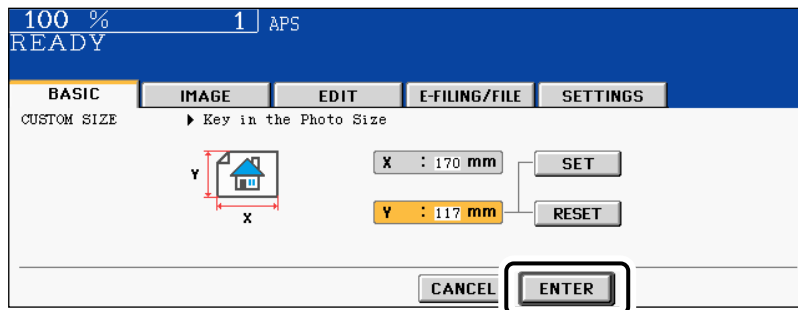 100 % 1 APS
READY
BASIC IMAGE EDIT E-FILING/FILE SETTINGS
CUSTOM SIZE ▶ Key in the Photo Size
Y X : 170 mm SET
X Y : 117 mm RESET
CANCEL ENTER